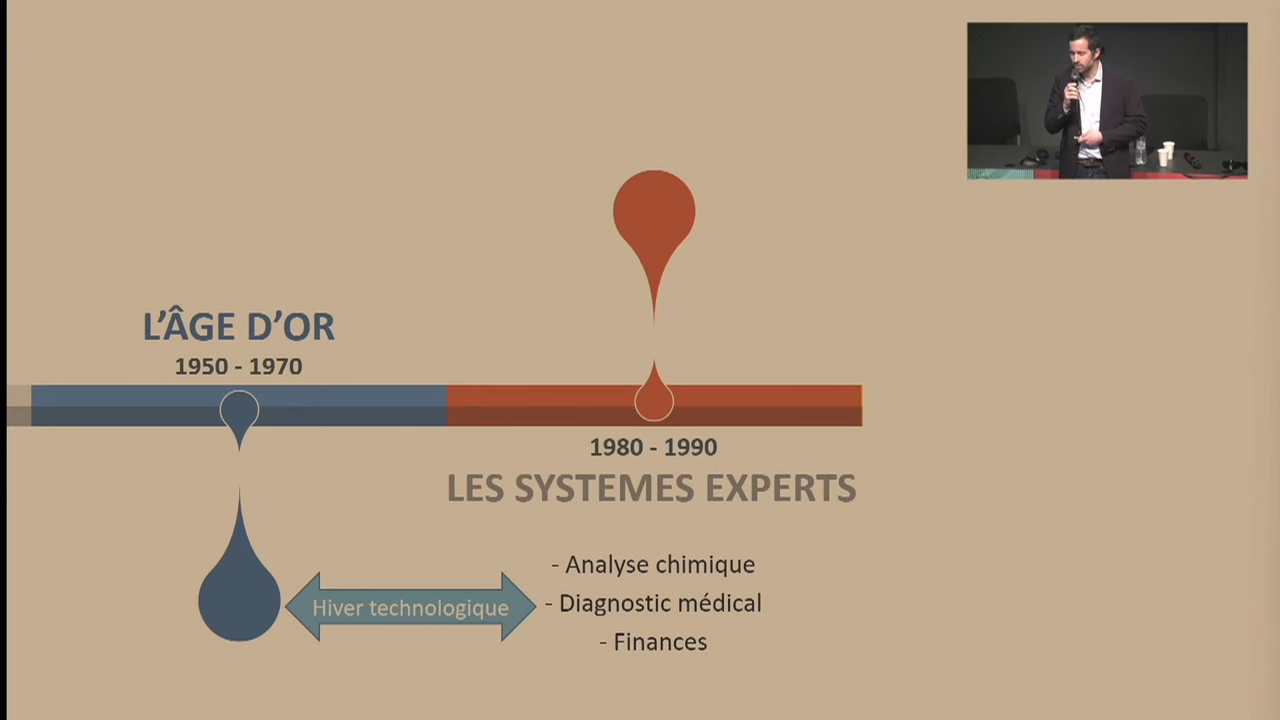 L'ÂGE D'OR
1950 - 1970
1980 - 1990
LES SYSTEMES EXPERTS
- Analyse chimique
- Diagnostic médical
- Finances
Hiver technologique